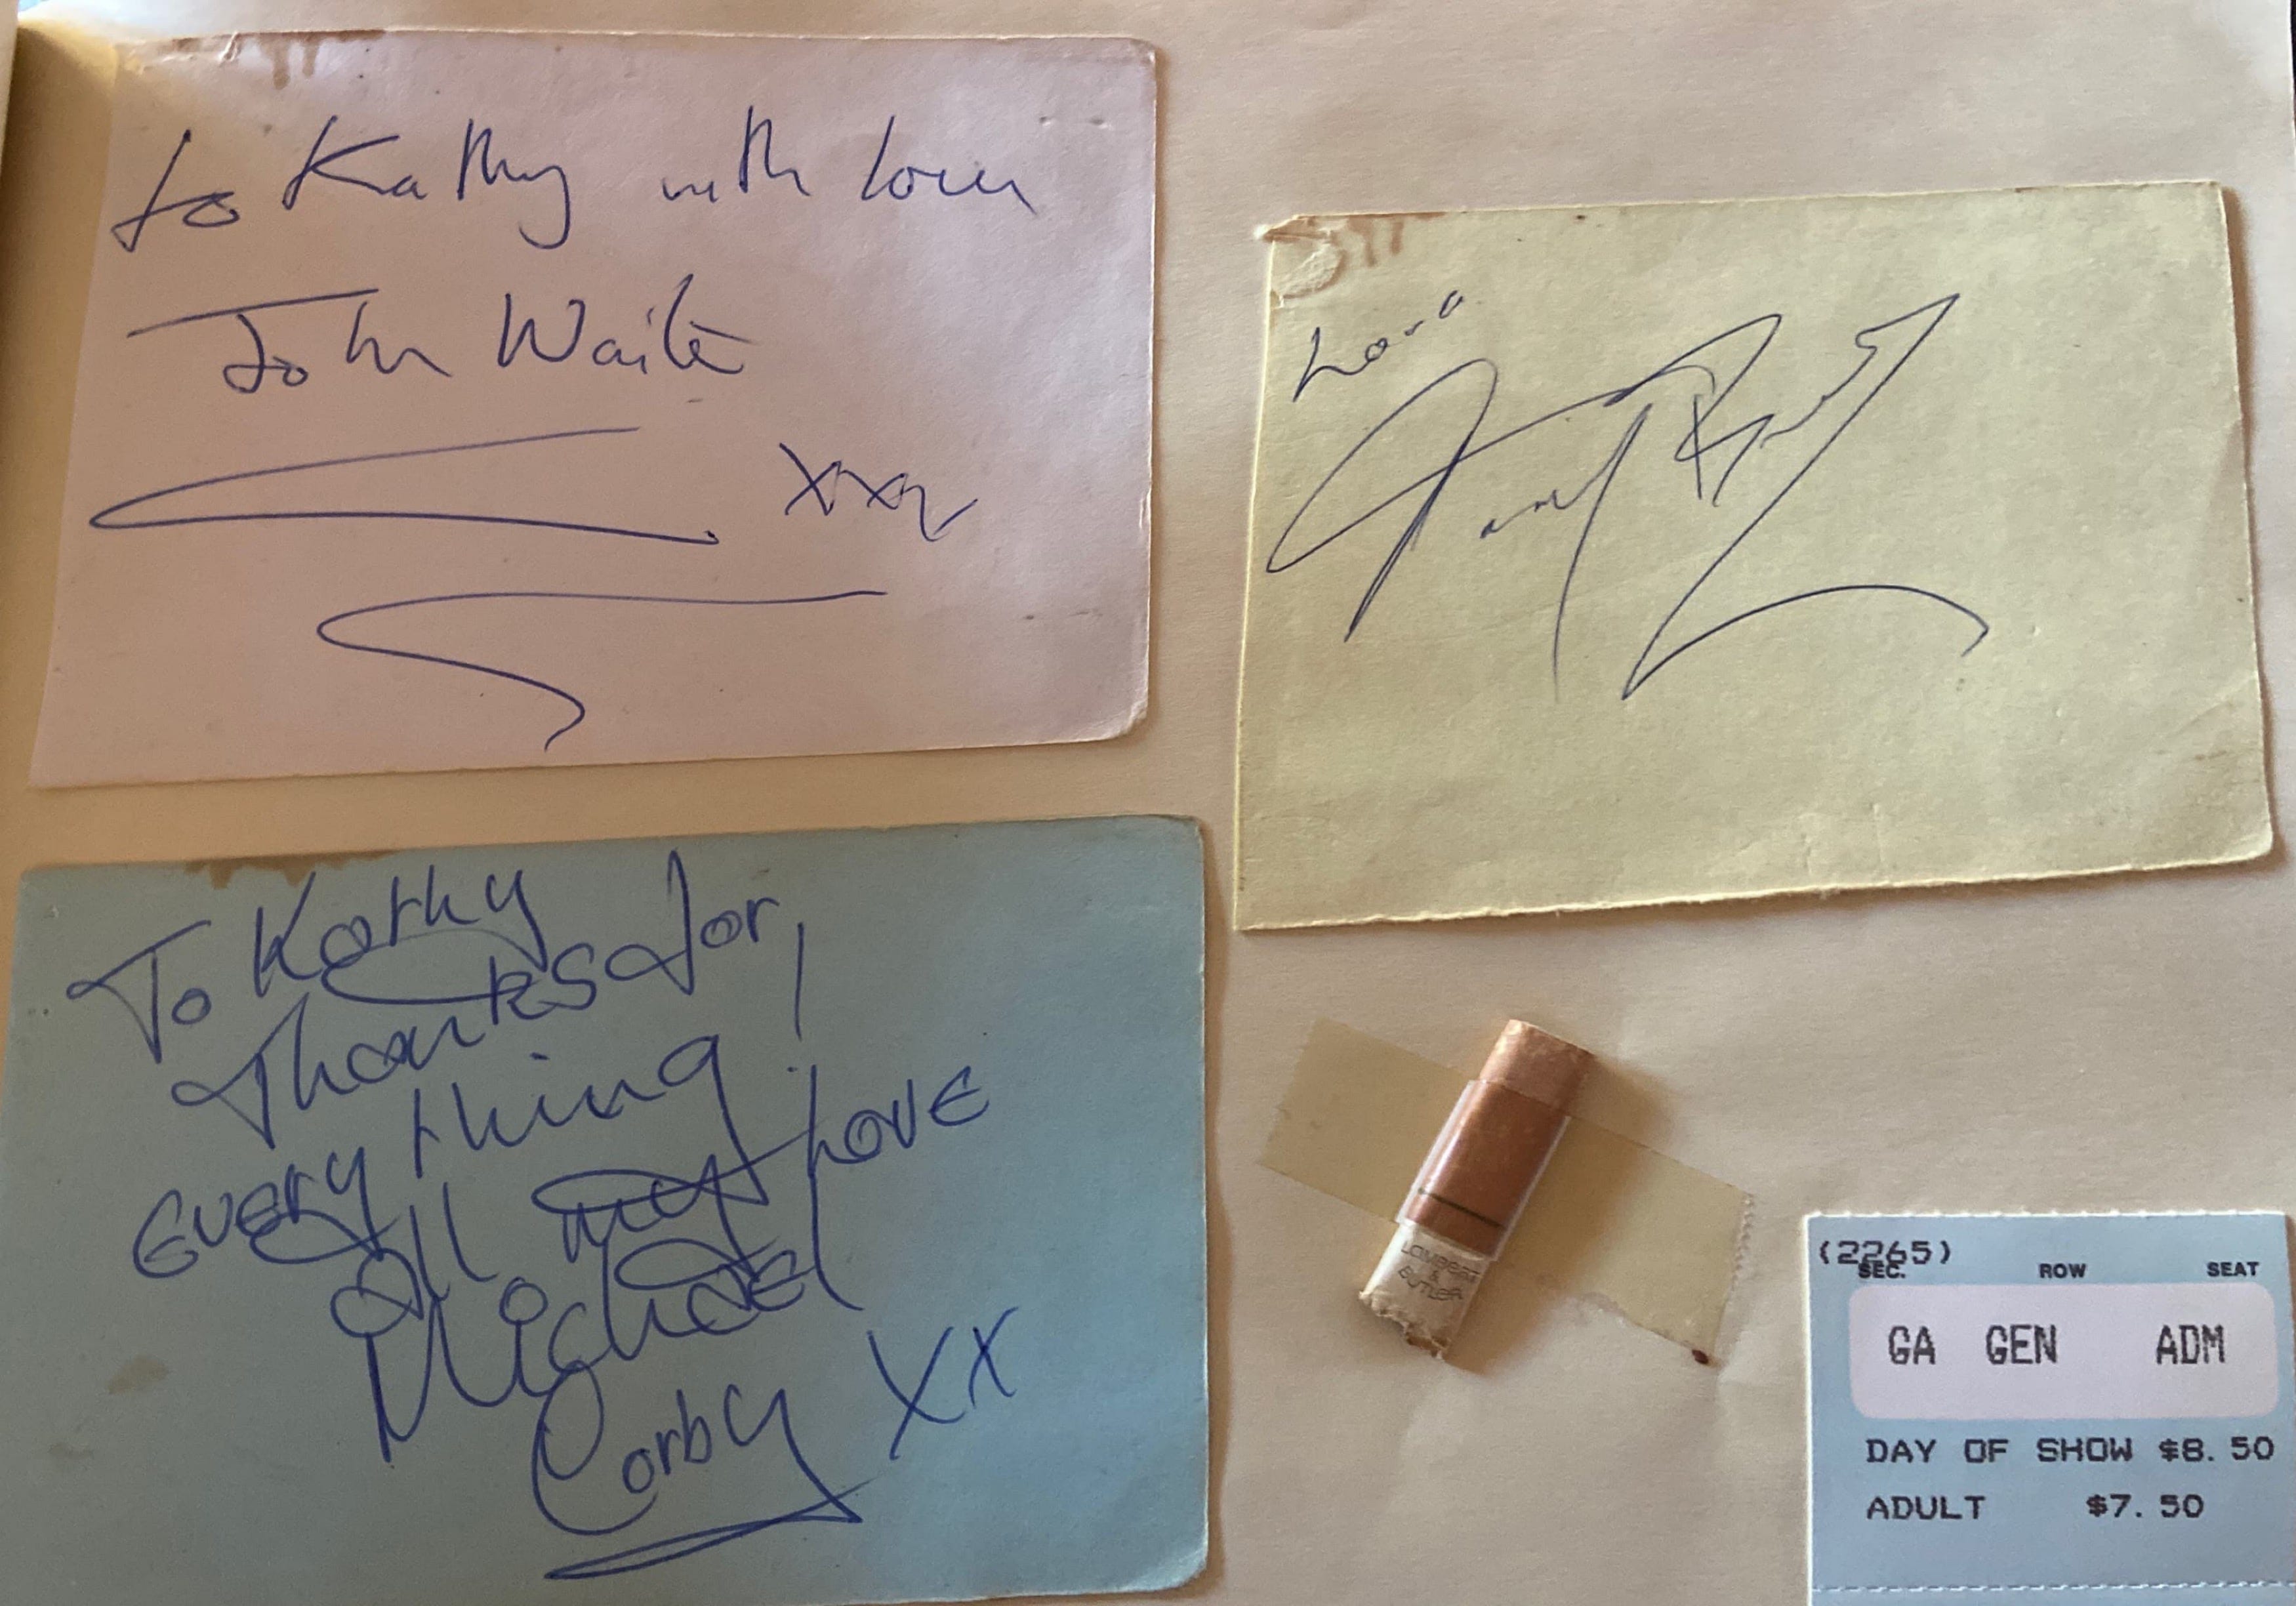 to Kathy with love
John Waite
xxx
Love
To Kathy
Thanks for
Everything!
All my Love
Michael
Corby XX
LAMBERT
&
BUTLER
(2265)
SEC. ROW SEAT
GA GEN ADM
DAY OF SHOW $8.50
ADULT $7.50